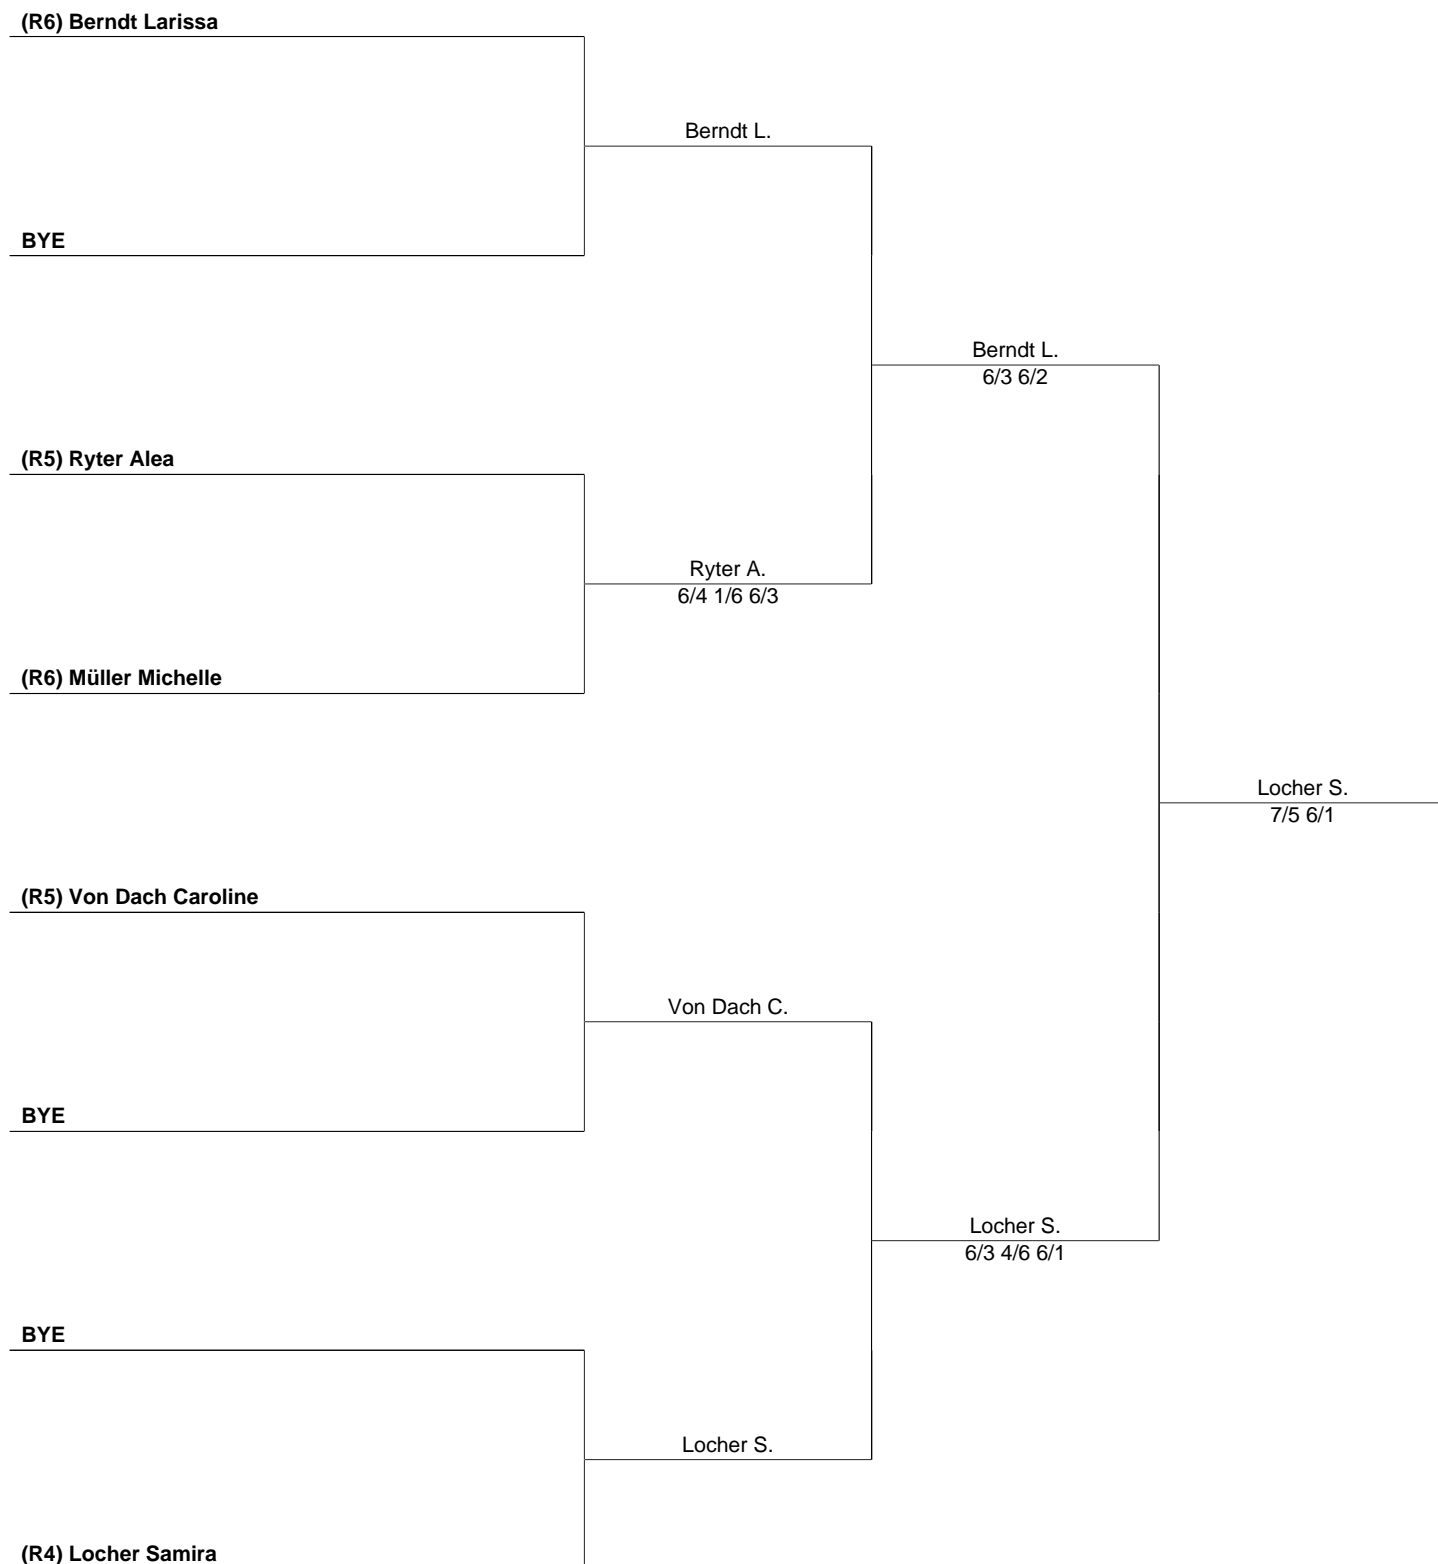 (R6) Berndt Larissa
Berndt L.
BYE
Berndt L.
6/3 6/2
(R5) Ryter Alea
Ryter A.
6/4 1/6 6/3
(R6) Müller Michelle
Locher S.
7/5 6/1
(R5) Von Dach Caroline
Von Dach C.
BYE
Locher S.
6/3 4/6 6/1
BYE
Locher S.
(R4) Locher Samira